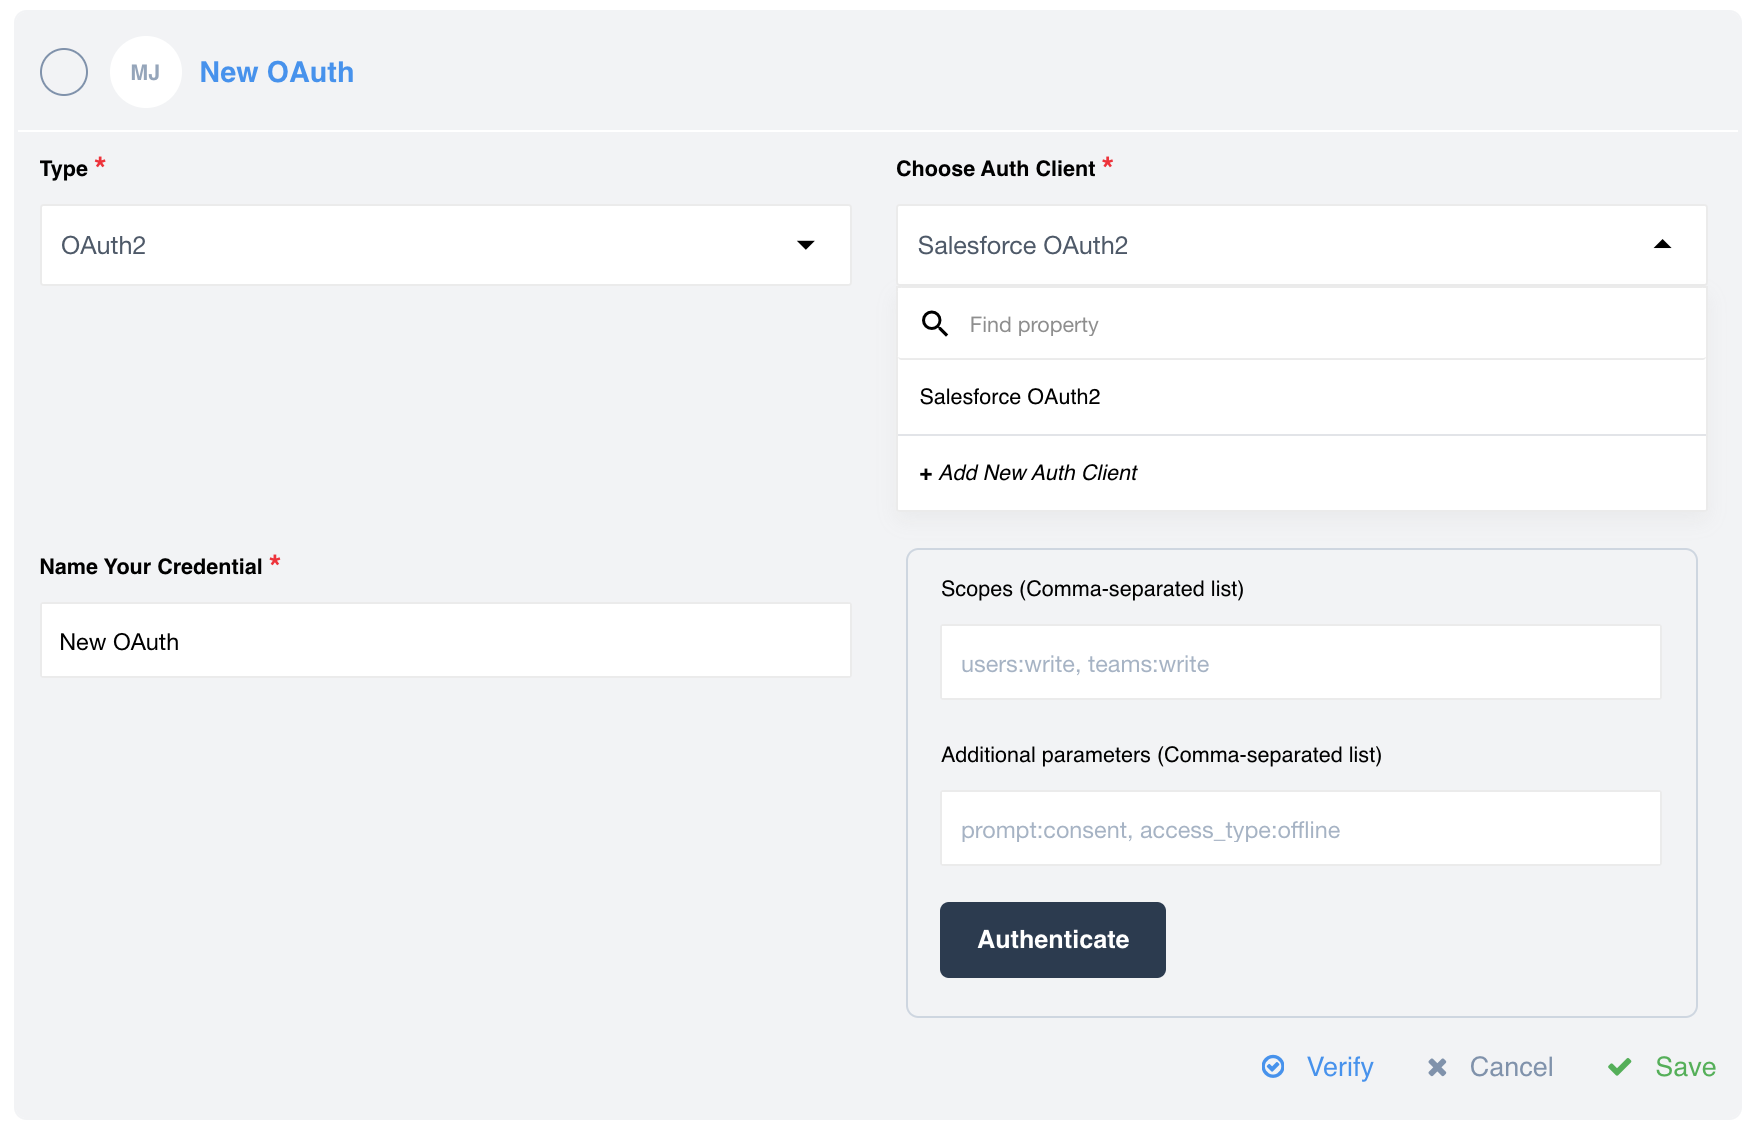 MJ
New OAuth
Type *
OAuth2
Choose Auth Client *
Salesforce OAuth2
Find property
Salesforce OAuth2
+ Add New Auth Client
Name Your Credential *
New OAuth
Scopes (Comma-separated list)
users:write, teams:write
Additional parameters (Comma-separated list)
prompt:consent, access_type:offline
Authenticate
Verify
Cancel
Save